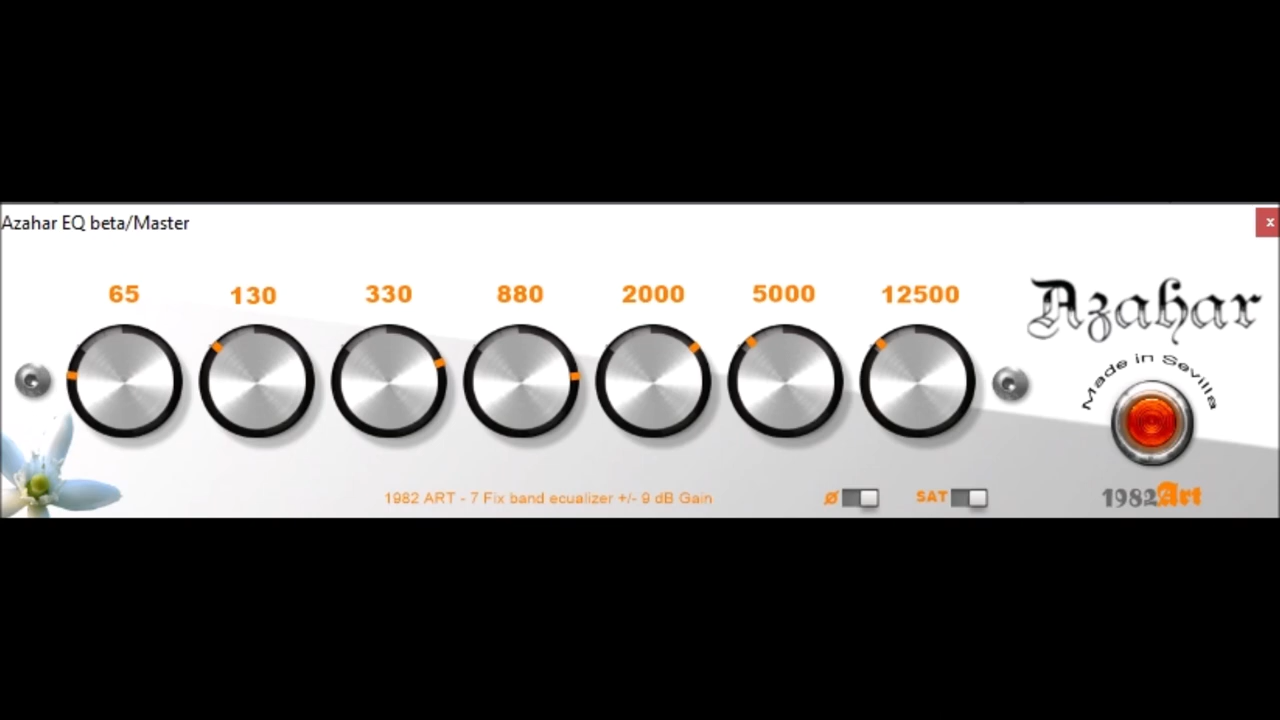 Azahar EQ beta/Master
x
65 130 330 880 2000 5000 12500
Azahar
Made in Sevilla
1982 ART - 7 Fix band ecualizer +/- 9 dB Gain
Ø SAT
1982Art